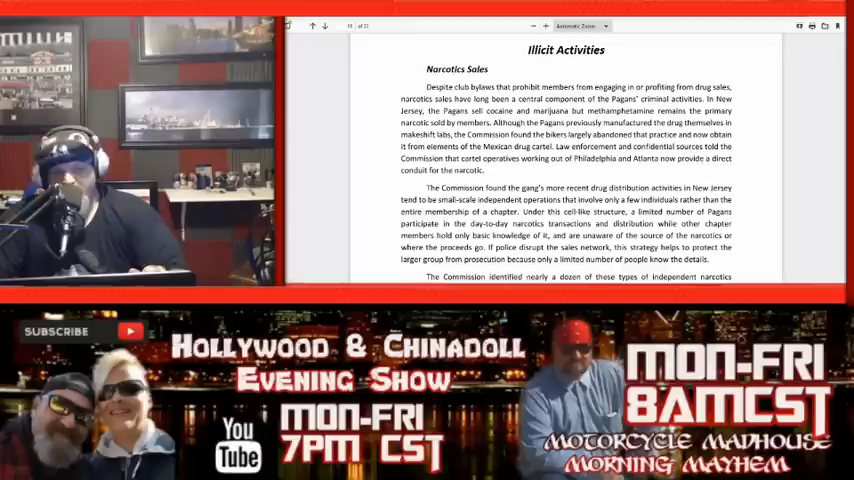 18 of 22
Automatic Zoom
Illicit Activities
Narcotics Sales
Despite club bylaws that prohibit members from engaging in or profiting from drug sales,
narcotics sales have long been a central component of the Pagans' criminal activities. In New
Jersey, the Pagans sell cocaine and marijuana but methamphetamine remains the primary
narcotic sold by members. Although the Pagans previously manufactured the drug themselves in
makeshift labs, the Commission found the bikers largely abandoned that practice and now obtain
it from elements of the Mexican drug cartel. Law enforcement and confidential sources told the
Commission that cartel operatives working out of Philadelphia and Atlanta now provide a direct
conduit for the narcotic.
The Commission found the gang's more recent drug distribution activities in New Jersey
tend to be small-scale independent operations that involve only a few individuals rather than the
entire membership of a chapter. Under this cell-like structure, a limited number of Pagans
participate in the day-to-day narcotics transactions and distribution while other chapter
members hold only basic knowledge of it, and are unaware of the source of the narcotics or
where the proceeds go. If police disrupt the sales network, this strategy helps to protect the
larger group from prosecution because only a limited number of people know the details.
The Commission identified nearly a dozen of these types of independent narcotics
SUBSCRIBE
HOLLYWOOD & CHINADOLL
EVENING SHOW
You
Tube
MON-FRI
7PM CST
MON-FRI
8AMCST
MOTORCYCLE MADHOUSE
MORNING MAYHEM